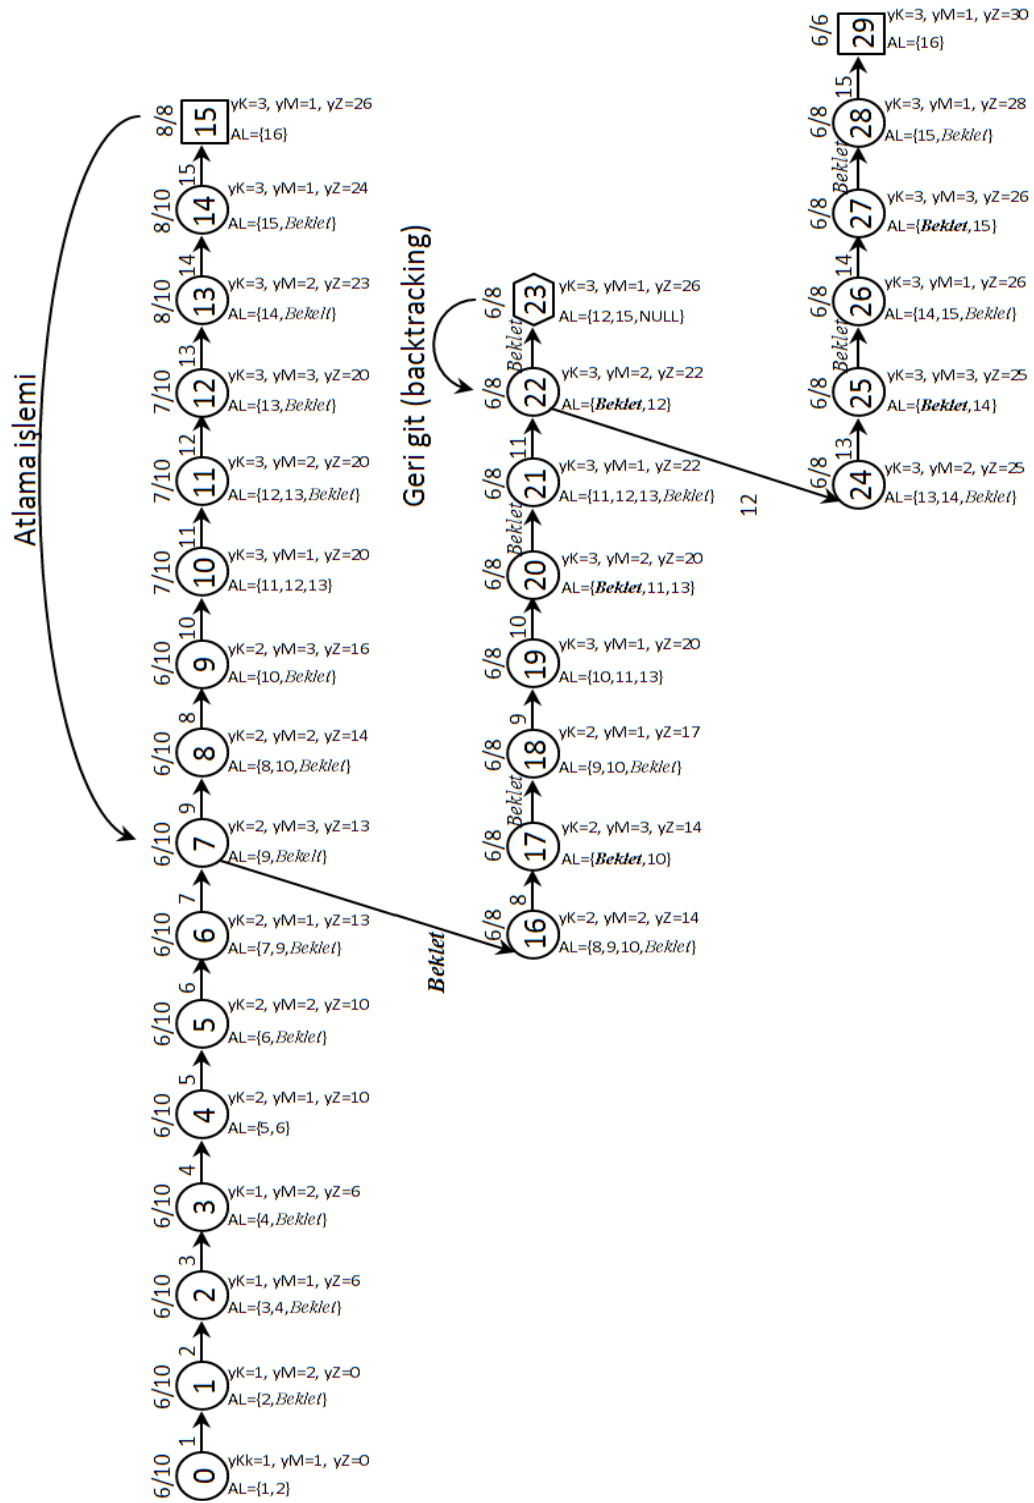 Atlama işlemi
8/8
15
yK=3, yM=1, yZ=26
AL={16}
15
8/10
14
yK=3, yM=1, yZ=24
AL={15,Beklet}
14
8/10
13
yK=3, yM=2, yZ=23
AL={14,Bekelt}
13
7/10
12
yK=3, yM=3, yZ=20
AL={13,Beklet}
12
7/10
11
yK=3, yM=2, yZ=20
AL={12,13,Beklet}
11
7/10
10
yK=3, yM=1, yZ=20
AL={11,12,13}
10
6/10
9
yK=2, yM=3, yZ=16
AL={10,Beklet}
8
6/10
8
yK=2, yM=2, yZ=14
AL={8,10,Beklet}
9
6/10
7
yK=2, yM=3, yZ=13
AL={9,Bekelt}
7
6/10
6
yK=2, yM=1, yZ=13
AL={7,9,Beklet}
6
6/10
5
yK=2, yM=2, yZ=10
AL={6,Beklet}
5
6/10
4
yK=2, yM=1, yZ=10
AL={5,6}
4
6/10
3
yK=1, yM=2, yZ=6
AL={4,Beklet}
3
6/10
2
yK=1, yM=1, yZ=6
AL={3,4,Beklet}
2
6/10
1
yK=1, yM=2, yZ=0
AL={2,Beklet}
1
6/10
0
yKk=1, yM=1, yZ=0
AL={1,2}
Geri git (backtracking)
6/8
23
yK=3, yM=1, yZ=26
AL={12,15,NULL}
Beklet
6/8
22
yK=3, yM=2, yZ=22
AL={Beklet,12}
11
6/8
21
yK=3, yM=1, yZ=22
AL={11,12,13,Beklet}
Beklet
6/8
20
yK=3, yM=2, yZ=20
AL={Beklet,11,13}
10
6/8
19
yK=3, yM=1, yZ=20
AL={10,11,13}
9
6/8
18
yK=2, yM=1, yZ=17
AL={9,10,Beklet}
Beklet
6/8
17
yK=2, yM=3, yZ=14
AL={Beklet,10}
8
6/8
16
yK=2, yM=2, yZ=14
AL={8,9,10,Beklet}
Beklet
6/6
29
yK=3, yM=1, yZ=30
AL={16}
15
6/8
28
yK=3, yM=1, yZ=28
AL={15,Beklet}
Beklet
6/8
27
yK=3, yM=3, yZ=26
AL={Beklet,15}
14
6/8
26
yK=3, yM=1, yZ=26
AL={14,15,Beklet}
Beklet
6/8
25
yK=3, yM=3, yZ=25
AL={Beklet,14}
13
6/8
24
yK=3, yM=2, yZ=25
AL={13,14,Beklet}
12